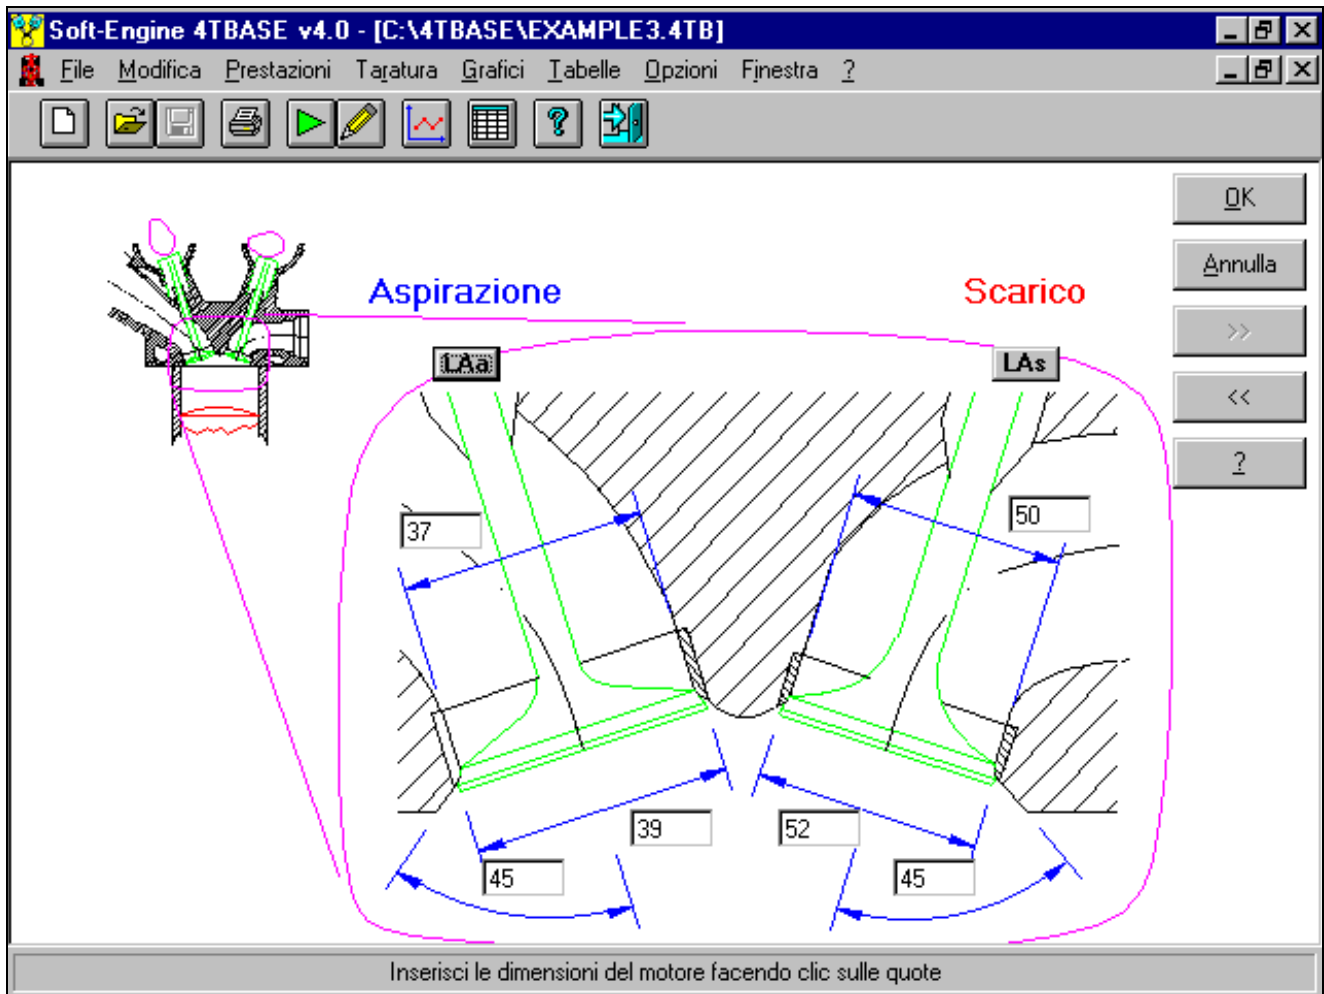 Soft-Engine 4TBASE v4.0 - [C:\4TBASE\EXAMPLE3.4TB]
File Modifica Prestazioni Taratura Grafici Tabelle Opzioni Finestra ?
OK
Annulla
>>
<<
?
Aspirazione
Scarico
LAa
LAs
37
50
39
52
45
45
Inserisci le dimensioni del motore facendo clic sulle quote